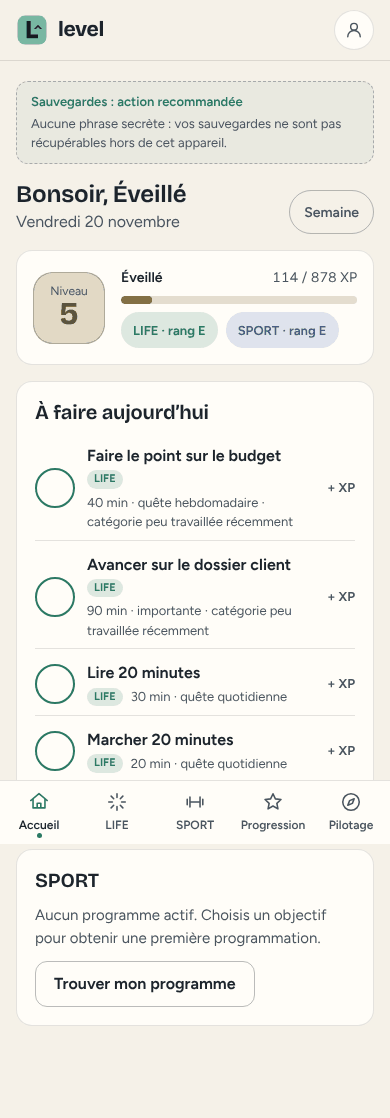 level
Sauvegardes : action recommandée
Aucune phrase secrète : vos sauvegardes ne sont pas
récupérables hors de cet appareil.
Bonsoir, Éveillé
Vendredi 20 novembre
Semaine
Niveau
5
Éveillé
114 / 878 XP
LIFE · rang E
SPORT · rang E
À faire aujourd'hui
Faire le point sur le budget
LIFE
40 min · quête hebdomadaire ·
catégorie peu travaillée récemment
+ XP
Avancer sur le dossier client
LIFE
90 min · importante · catégorie peu
travaillée récemment
+ XP
Lire 20 minutes
LIFE 30 min · quête quotidienne
+ XP
Marcher 20 minutes
LIFE 20 min · quête quotidienne
+ XP
Accueil
LIFE
SPORT
Progression
Pilotage
SPORT
Aucun programme actif. Choisis un objectif
pour obtenir une première programmation.
Trouver mon programme